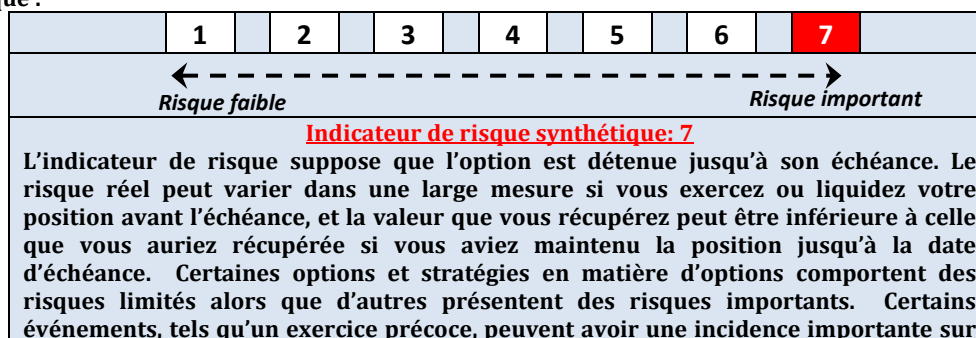 que :
1 2 3 4 5 6 7
Risque faible Risque important
Indicateur de risque synthétique: 7
L’indicateur de risque suppose que l’option est détenue jusqu’à son échéance. Le
risque réel peut varier dans une large mesure si vous exercez ou liquidez votre
position avant l’échéance, et la valeur que vous récupérez peut être inférieure à celle
que vous auriez récupérée si vous aviez maintenu la position jusqu’à la date
d’échéance. Certaines options et stratégies en matière d’options comportent des
risques limités alors que d’autres présentent des risques importants. Certains
événements, tels qu’un exercice précoce, peuvent avoir une incidence importante sur